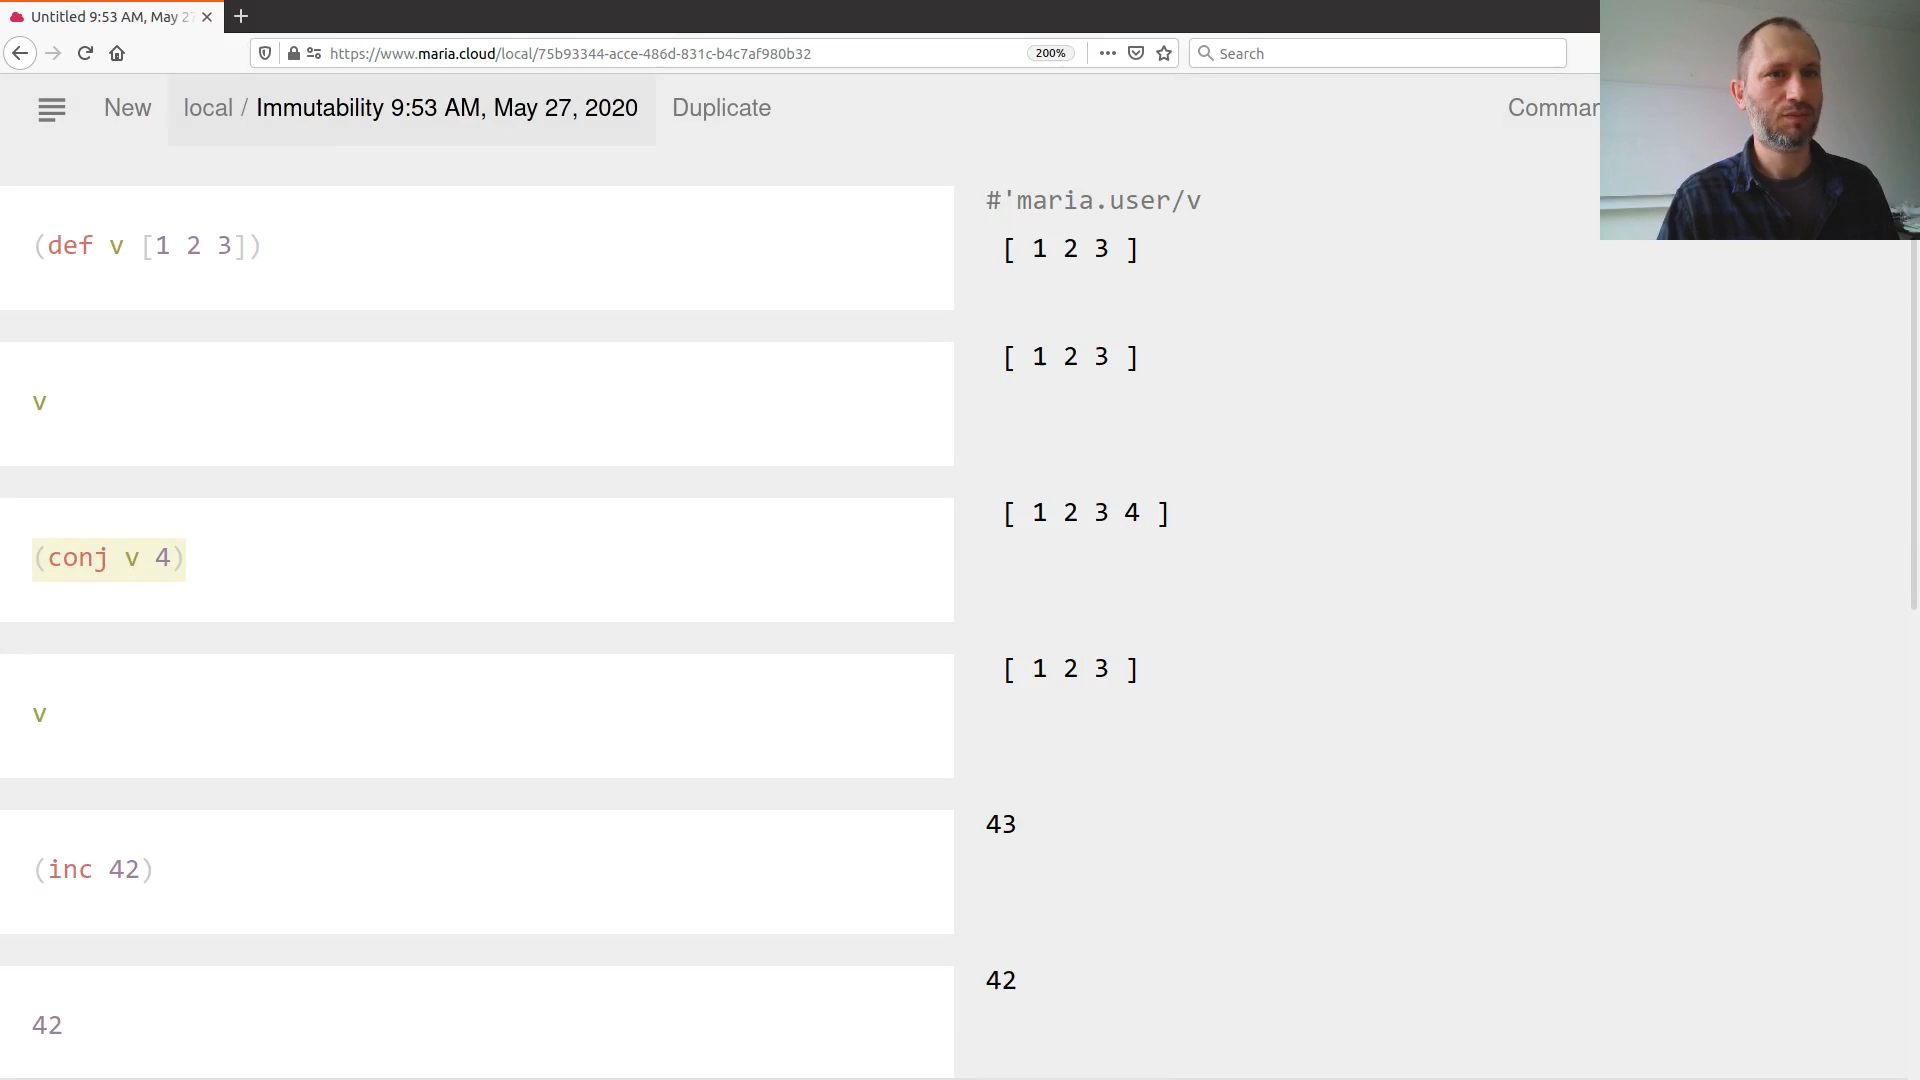 Untitled 9:53 AM, May 27
https://www.maria.cloud/local/75b93344-acce-486d-831c-b4c7af980b32
200%
Search
New
local / Immutability 9:53 AM, May 27, 2020
Duplicate
Commar
(def v [1 2 3])
#'maria.user/v
[ 1 2 3 ]
v
[ 1 2 3 ]
(conj v 4)
[ 1 2 3 4 ]
v
[ 1 2 3 ]
(inc 42)
43
42
42